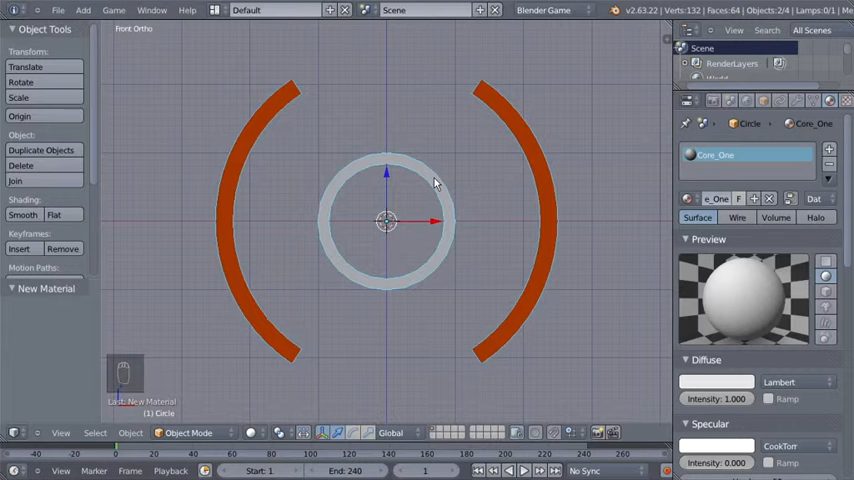 File Add Game Window Help Default Scene Blender Game v2.63.22 | Verts:132 | Faces:64 | Objects:2/4 | Lamps:0/1 |
Object Tools
Transform:
Translate
Rotate
Scale
Origin
Object:
Duplicate Objects
Delete
Join
Shading:
Smooth Flat
Keyframes:
Insert Remove
Motion Paths:
New Material
Front Ortho
Last: New Material
(1) Circle
View Search All Scenes
Scene
RenderLayers
World
Circle Core_One
Core_One
e_One F Dat
Surface Wire Volume Halo
Preview
Diffuse
Lambert
Intensity: 1.000 Ramp
Specular
CookTorr
Intensity: 0.000 Ramp
View Select Object Object Mode Global
-40 -20 0 20 40 60 80 100 120 140 160 180 200 220 240 260
View Marker Frame Playback Start: 1 End: 240 1 No Sync